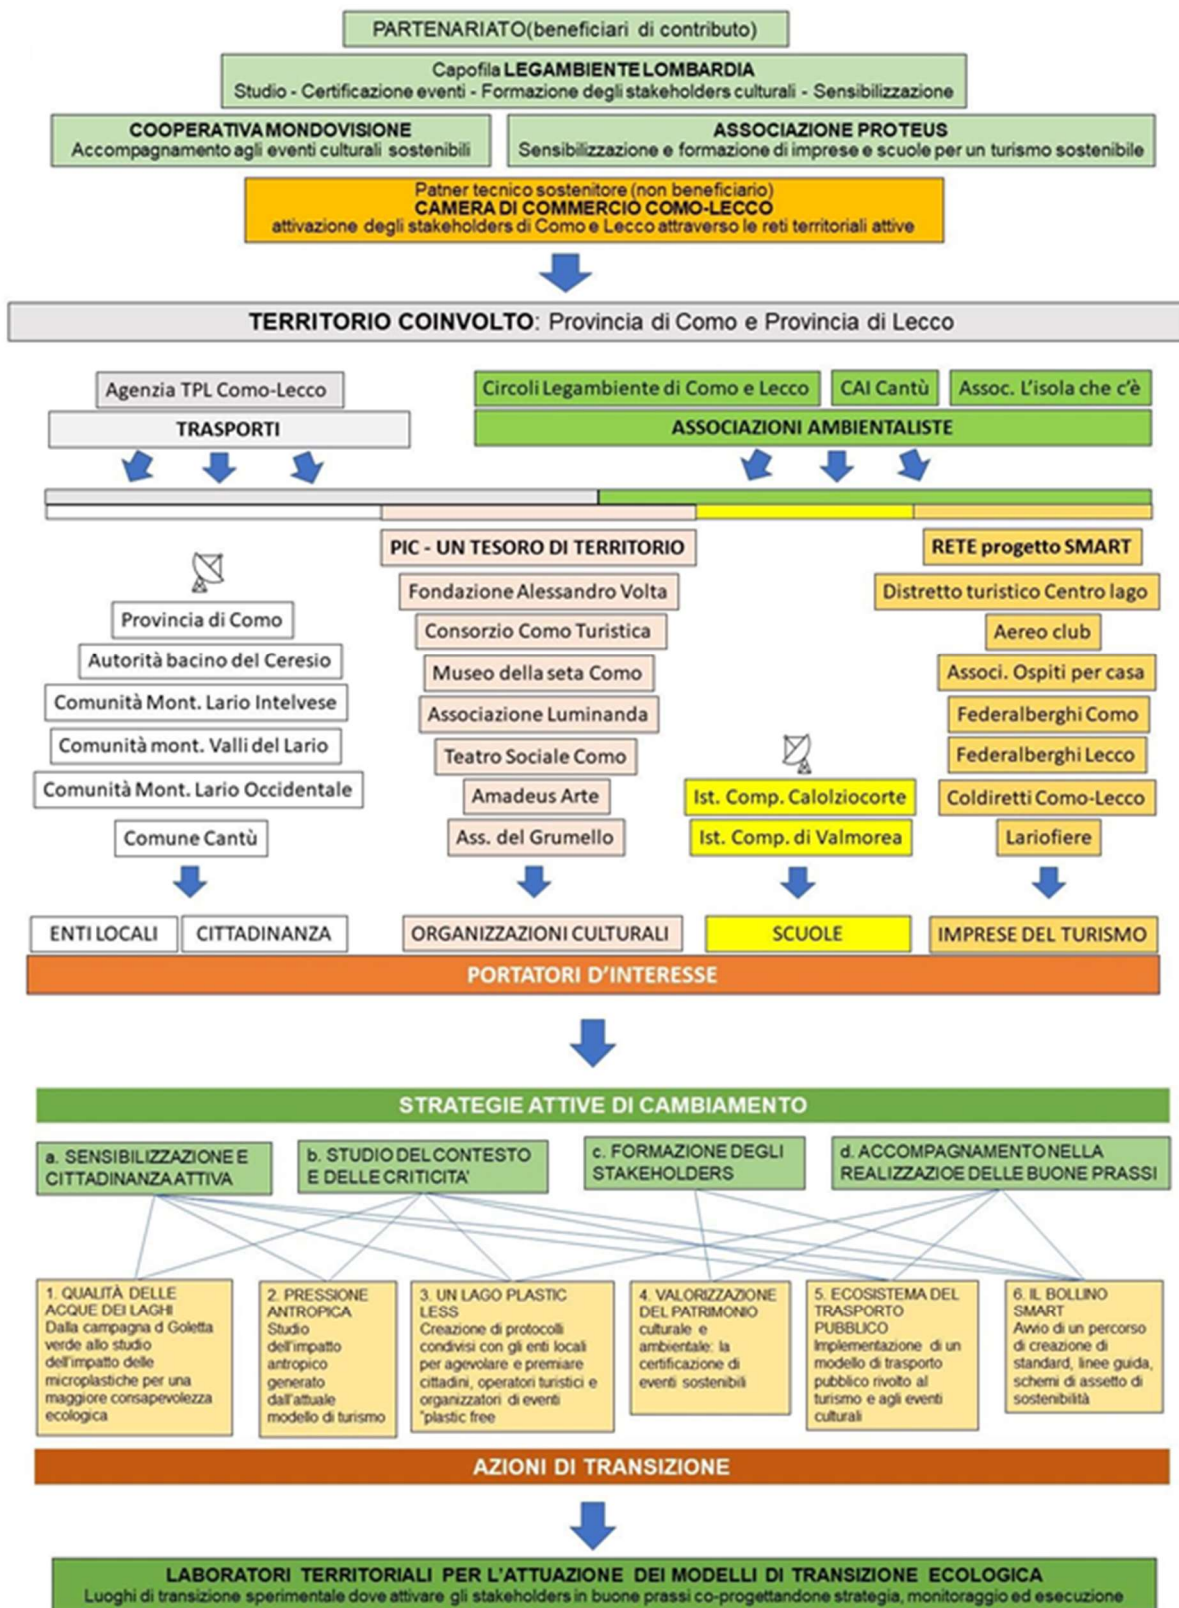 PARTENARIATO(beneficiari di contributo)
Capofila LEGAMBIENTE LOMBARDIA
Studio - Certificazione eventi - Formazione degli stakeholders culturali - Sensibilizzazione
COOPERATIVA MONDOVISIONE
Accompagnamento agli eventi culturali sostenibili
ASSOCIAZIONE PROTEUS
Sensibilizzazione e formazione di imprese e scuole per un turismo sostenibile
Patner tecnico sostenitore (non beneficiario)
CAMERA DI COMMERCIO COMO-LECCO
attivazione degli stakeholders di Como e Lecco attraverso le reti territoriali attive
TERRITORIO COINVOLTO: Provincia di Como e Provincia di Lecco
Agenzia TPL Como-Lecco
TRASPORTI
Circoli Legambiente di Como e Lecco
CAI Cantù
Assoc. L'isola che c'è
ASSOCIAZIONI AMBIENTALISTE
Provincia di Como
Autorità bacino del Ceresio
Comunità Mont. Lario Intelvese
Comunità mont. Valli del Lario
Comunità Mont. Lario Occidentale
Comune Cantù
PIC - UN TESORO DI TERRITORIO
Fondazione Alessandro Volta
Consorzio Como Turistica
Museo della seta Como
Associazione Luminanda
Teatro Sociale Como
Amadeus Arte
Ass. del Grumello
Ist. Comp. Calolziocorte
Ist. Comp. di Valmorea
RETE progetto SMART
Distretto turistico Centro lago
Aereo club
Associ. Ospiti per casa
Federalberghi Como
Federalberghi Lecco
Coldiretti Como-Lecco
Lariofiere
ENTI LOCALI
CITTADINANZA
ORGANIZZAZIONI CULTURALI
SCUOLE
IMPRESE DEL TURISMO
PORTATORI D'INTERESSE
STRATEGIE ATTIVE DI CAMBIAMENTO
a. SENSIBILIZZAZIONE E
CITTADINANZA ATTIVA
b. STUDIO DEL CONTESTO
E DELLE CRITICITA'
c. FORMAZIONE DEGLI
STAKEHOLDERS
d. ACCOMPAGNAMENTO NELLA
REALIZZAZIOE DELLE BUONE PRASSI
1. QUALITÀ DELLE
ACQUE DEI LAGHI
Dalla campagna d Goletta
verde allo studio
dell'impatto delle
microplastiche per una
maggiore consapevolezza
ecologica
2. PRESSIONE
ANTROPICA
Studio
dell'impatto
antropico
generato
dall'attuale
modello di turismo
3. UN LAGO PLASTIC
LESS
Creazione di protocolli
condivisi con gli enti locali
per agevolare e premiare
cittadini, operatori turistici e
organizzatori di eventi
"plastic free
4. VALORIZZAZIONE
DEL PATRIMONIO
culturale e
ambientale: la
certificazione di
eventi sostenibili
5. ECOSISTEMA DEL
TRASPORTO
PUBBLICO
Implementazione di un
modello di trasporto
pubblico rivolto al
turismo e agli eventi
culturali
6. IL BOLLINO
SMART
Avvio di un percorso
di creazione di
standard, linee guida,
schemi di assetto di
sostenibilità
AZIONI DI TRANSIZIONE
LABORATORI TERRITORIALI PER L'ATTUAZIONE DEI MODELLI DI TRANSIZIONE ECOLOGICA
Luoghi di transizione sperimentale dove attivare gli stakeholders in buone prassi co-progettandone strategia, monitoraggio ed esecuzione